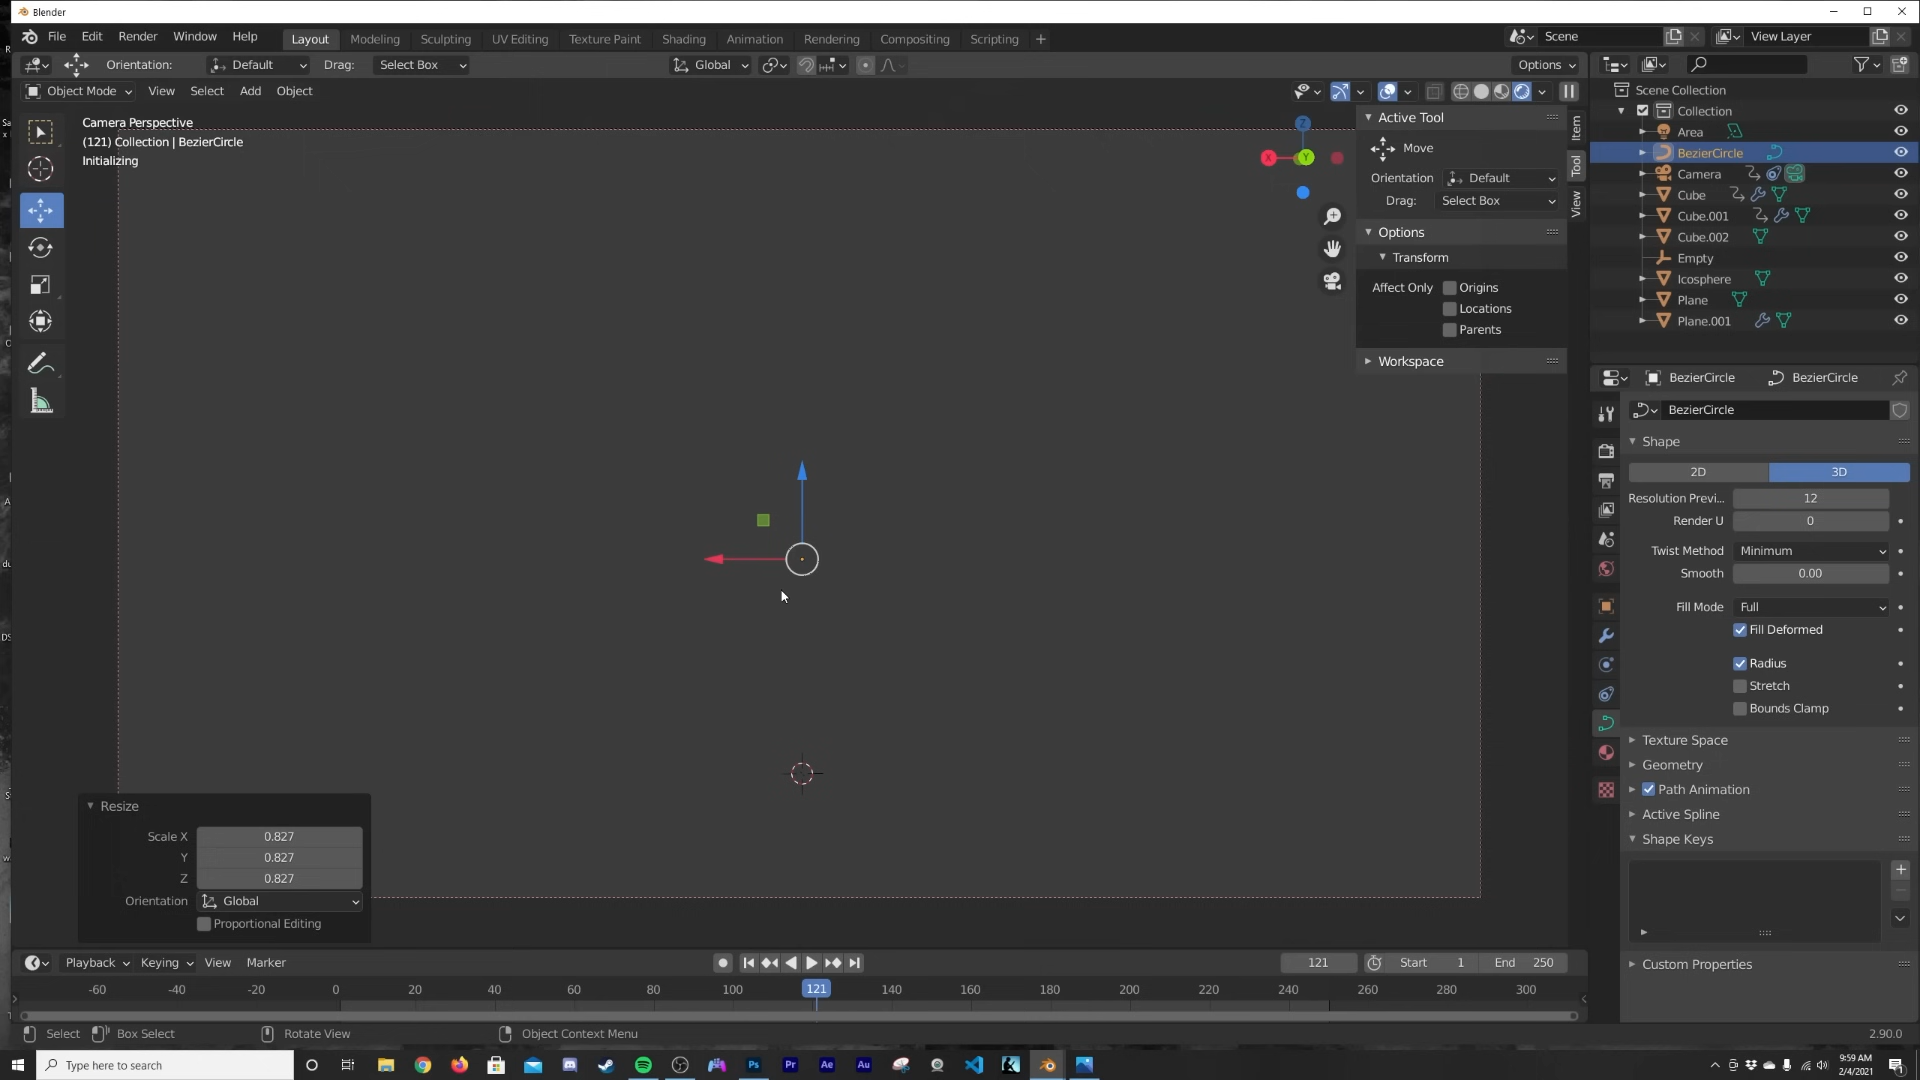 Blender
File Edit Render Window Help Layout Modeling Sculpting UV Editing Texture Paint Shading Animation Rendering Compositing Scripting + Scene View Layer
Orientation: Default Drag: Select Box Global Options
Object Mode View Select Add Object
Camera Perspective
(121) Collection | BezierCircle
Initializing
Z
X
Y
Active Tool
Move
Orientation Default
Drag: Select Box
Options
Transform
Affect Only Origins
Locations
Parents
Workspace
Item
Tool
View
Scene Collection
Collection
Area
BezierCircle
Camera
Cube
Cube.001
Cube.002
Empty
Icosphere
Plane
Plane.001
BezierCircle BezierCircle
BezierCircle
Shape
2D 3D
Resolution Previ... 12
Render U 0
Twist Method Minimum
Smooth 0.00
Fill Mode Full
Fill Deformed
Radius
Stretch
Bounds Clamp
Texture Space
Geometry
Path Animation
Active Spline
Shape Keys
Custom Properties
Resize
Scale X 0.827
Y 0.827
Z 0.827
Orientation Global
Proportional Editing
Playback Keying View Marker 121 Start 1 End 250
-60 -40 -20 0 20 40 60 80 100 121 140 160 180 200 220 240 260 280 300
Select Box Select Rotate View Object Context Menu 2.90.0
Type here to search Ps Pr Ae Au K 9:59 AM
2/4/2021